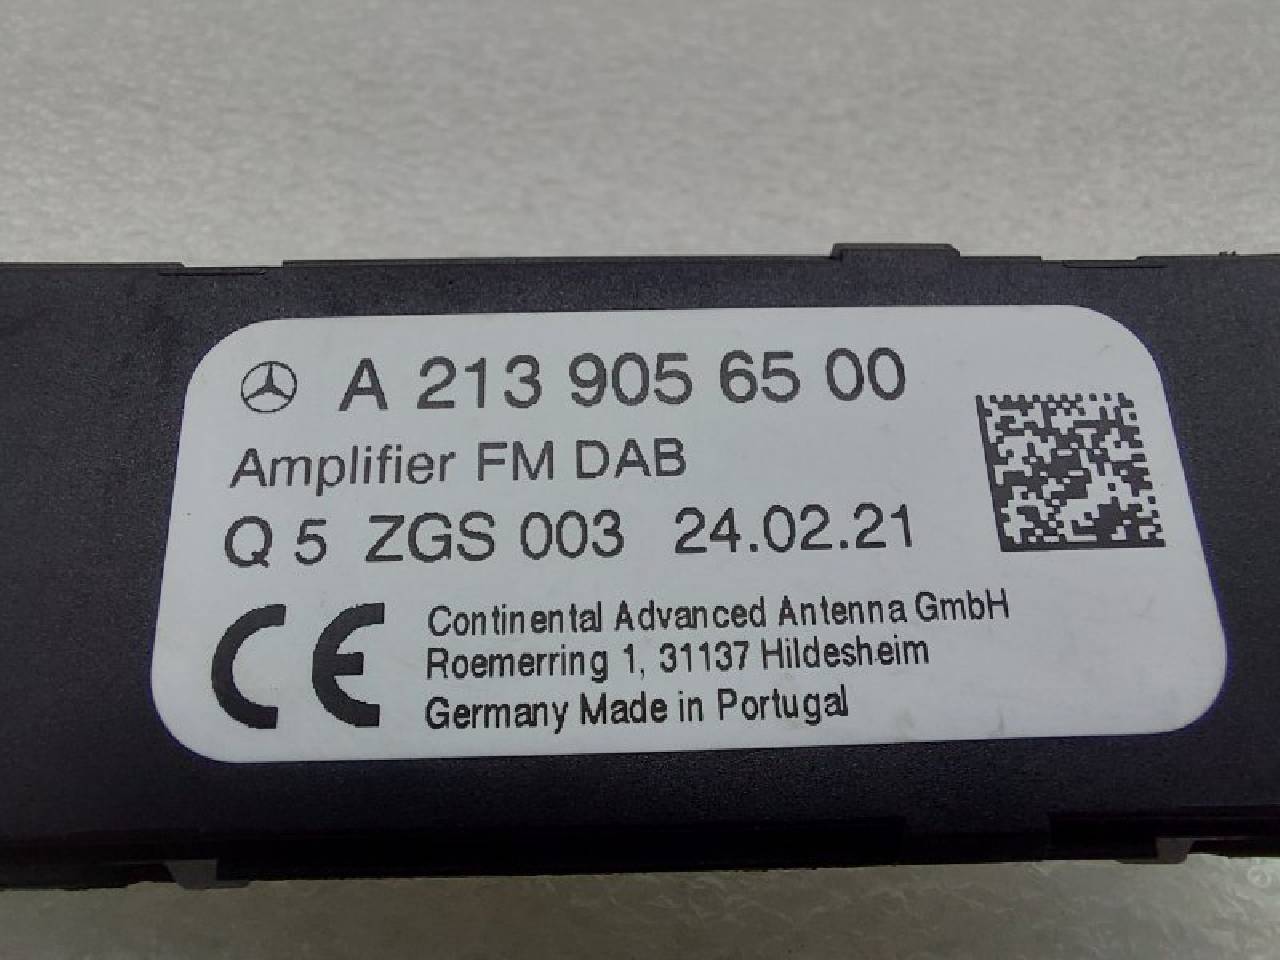 A 213 905 65 00
Amplifier FM DAB
Q 5 ZGS 003 24.02.21
CE
Continental Advanced Antenna GmbH
Roemerring 1, 31137 Hildesheim
Germany Made in Portugal